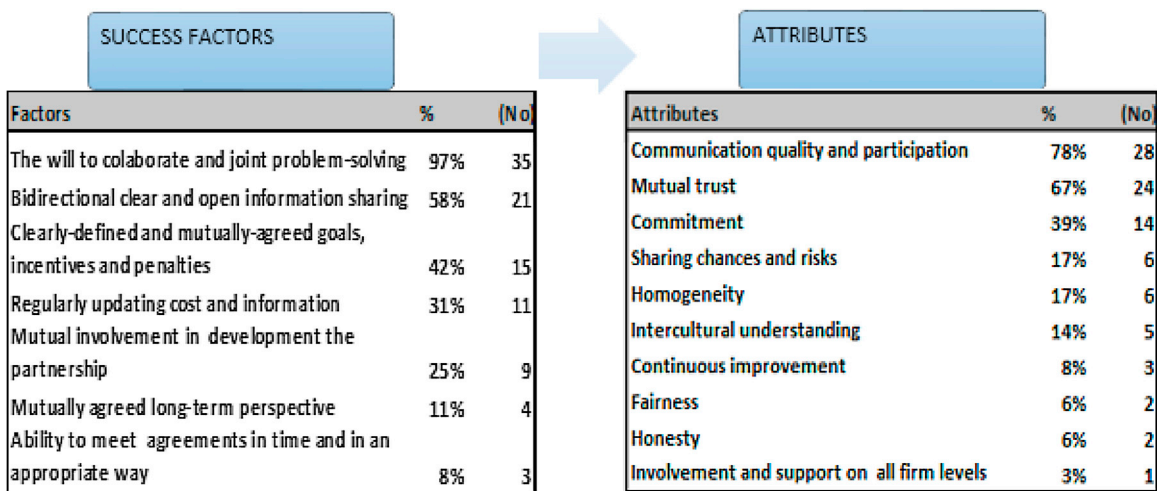 SUCCESS FACTORS
Factors % (No)
The will to colaborate and joint problem-solving 97% 35
Bidirectional clear and open information sharing 58% 21
Clearly-defined and mutually-agreed goals,
incentives and penalties 42% 15
Regularly updating cost and information 31% 11
Mutual involvement in development the
partnership 25% 9
Mutually agreed long-term perspective 11% 4
Ability to meet agreements in time and in an
appropriate way 8% 3
ATTRIBUTES
Attributes % (No)
Communication quality and participation 78% 28
Mutual trust 67% 24
Commitment 39% 14
Sharing chances and risks 17% 6
Homogeneity 17% 6
Intercultural understanding 14% 5
Continuous improvement 8% 3
Fairness 6% 2
Honesty 6% 2
Involvement and support on all firm levels 3% 1